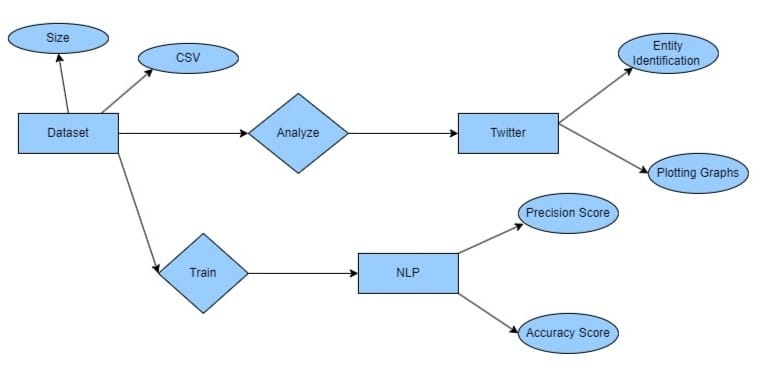 Size
CSV
Entity
Identification
Dataset
Analyze
Twitter
Plotting Graphs
Precision Score
Train
NLP
Accuracy Score